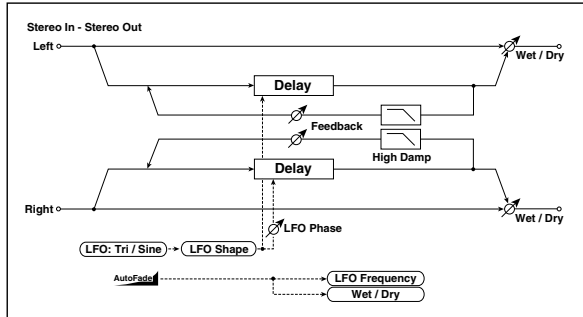 Stereo In - Stereo Out
Left
Wet / Dry
Delay
Feedback
High Damp
Delay
Right
Wet / Dry
LFO Phase
LFO: Tri / Sine
LFO Shape
AutoFade
LFO Frequency
Wet / Dry